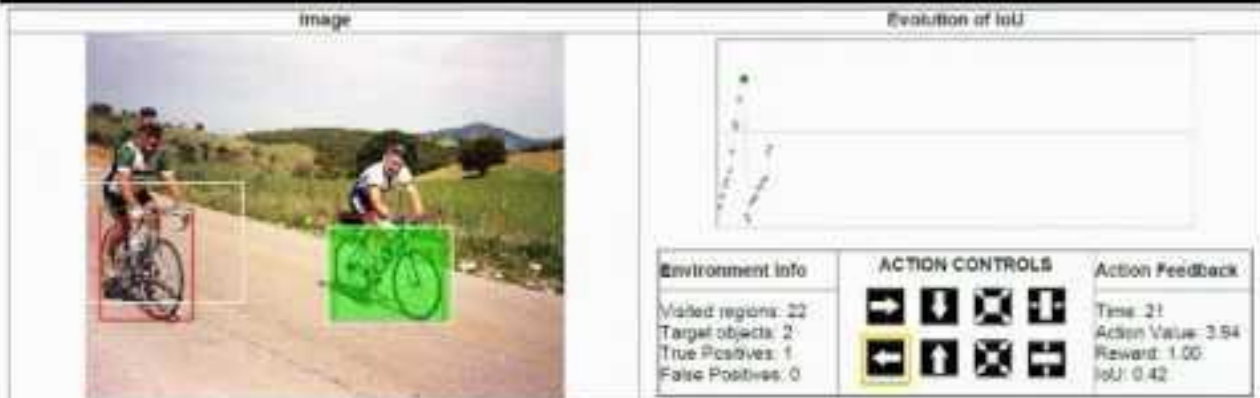 Image
Evolution of IoU
Environment Info
Visited regions: 22
Target objects: 2
True Positives: 1
False Positives: 0
ACTION CONTROLS
Action Feedback
Time: 21
Action Value: 3.94
Reward: 1.00
IoU: 0.42